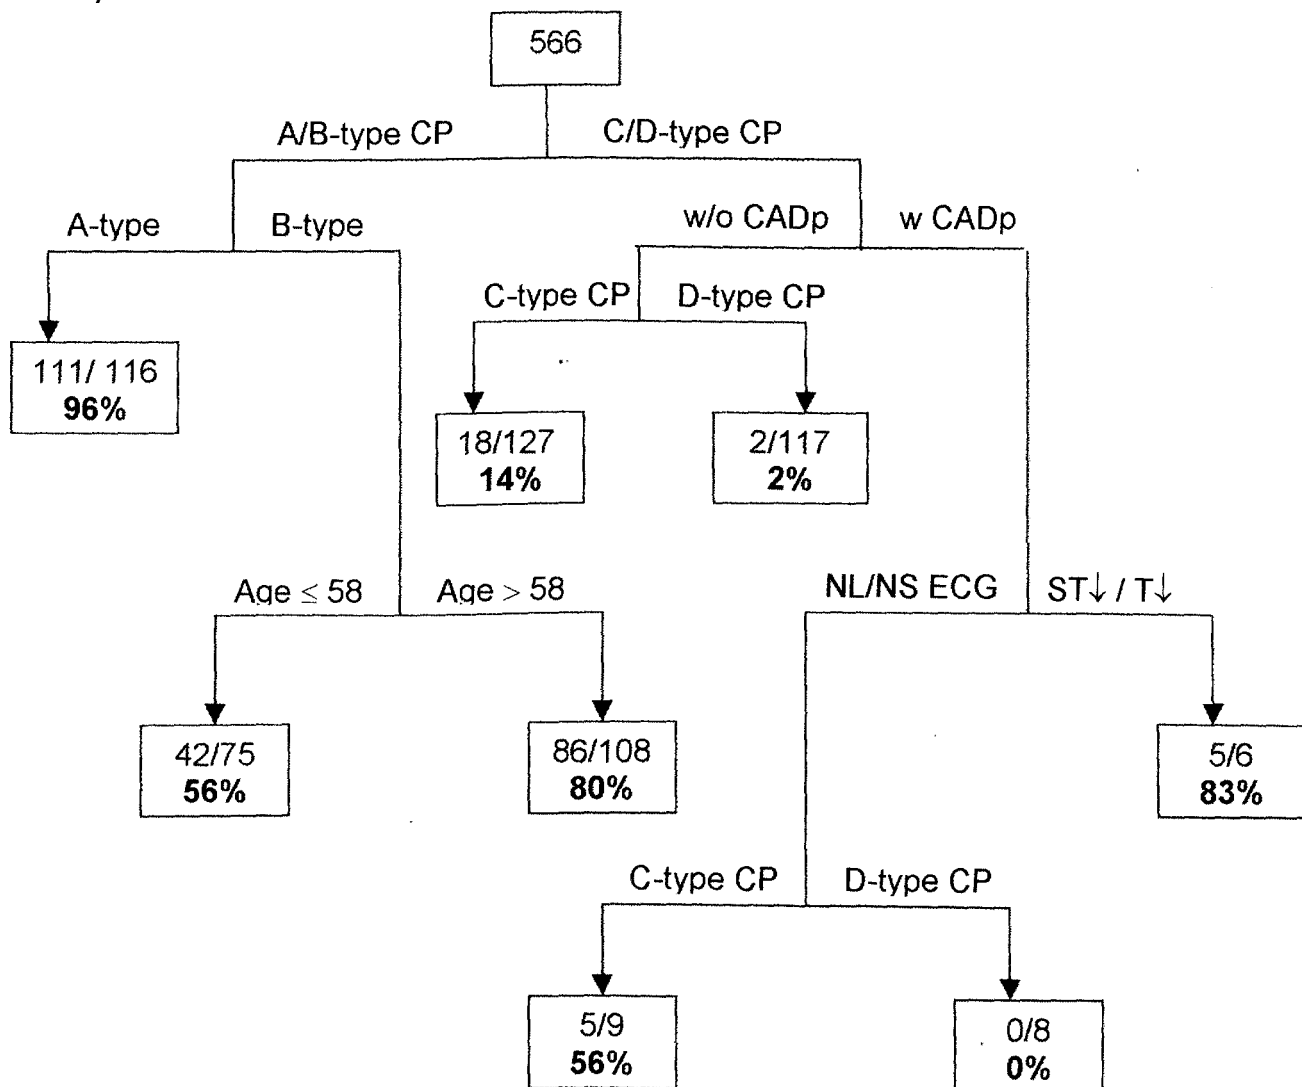 566
A/B-type CP C/D-type CP
A-type B-type w/o CADp w CADp
C-type CP D-type CP
111/ 116
96%
18/127 2/117
14% 2%
Age ≤ 58 Age > 58 NL/NS ECG ST↓ / T↓
42/75 86/108 5/6
56% 80% 83%
C-type CP D-type CP
5/9 0/8
56% 0%